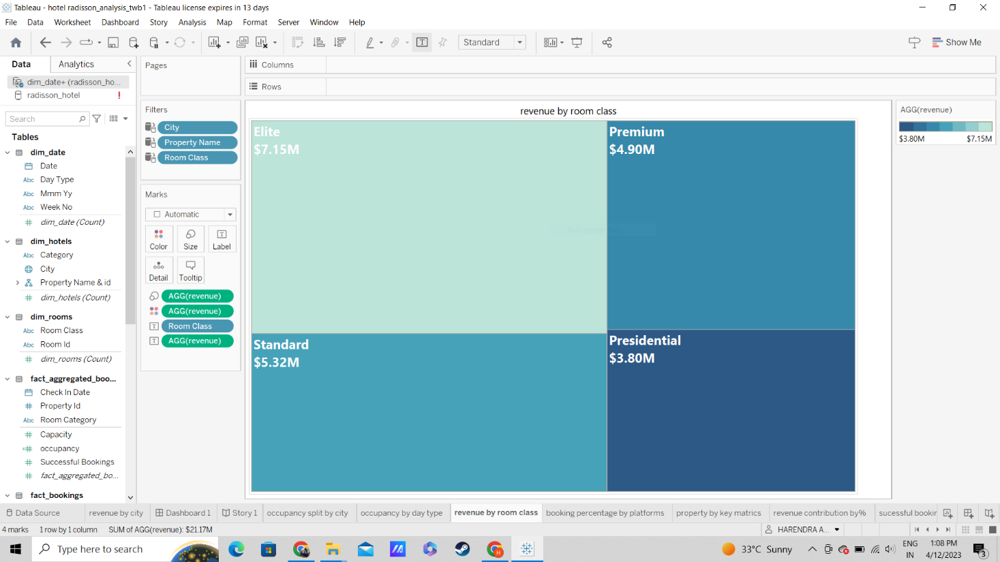 Tableau - hotel radisson_analysis_twb1 - Tableau license expires in 13 days
File Data Worksheet Dashboard Story Analysis Map Format Server Window Help
Standard
Show Me
Data Analytics
dim_date+ (radisson_ho...
radisson_hotel !
Search
Tables
dim_date
Date
Abc Day Type
Abc Mmm Yy
Abc Week No
# dim_date (Count)
dim_hotels
Abc Category
City
Property Name & id
# dim_hotels (Count)
dim_rooms
Abc Room Class
Abc Room Id
# dim_rooms (Count)
fact_aggregated_boo...
Check In Date
# Property Id
Abc Room Category
# Capacity
=# occupancy
# Successful Bookings
# fact_aggregated_bo...
fact_bookings
Pages
Filters
City
Property Name
Room Class
Marks
Automatic
Color Size Label
Detail Tooltip
AGG(revenue)
AGG(revenue)
Room Class
AGG(revenue)
Columns
Rows
revenue by room class
Elite
$7.15M
Premium
$4.90M
Standard
$5.32M
Presidential
$3.80M
AGG(revenue)
$3.80M $7.15M
Data Source revenue by city Dashboard 1 Story 1 occupancy split by city occupancy by day type revenue by room class booking percentage by platforms property by key matrics revenue contribution by% sucessful bookin
4 marks 1 row by 1 column SUM of AGG(revenue): $21.17M
HARENDRA A...
Type here to search
33°C Sunny
ENG
IN
1:08 PM
4/12/2023
3